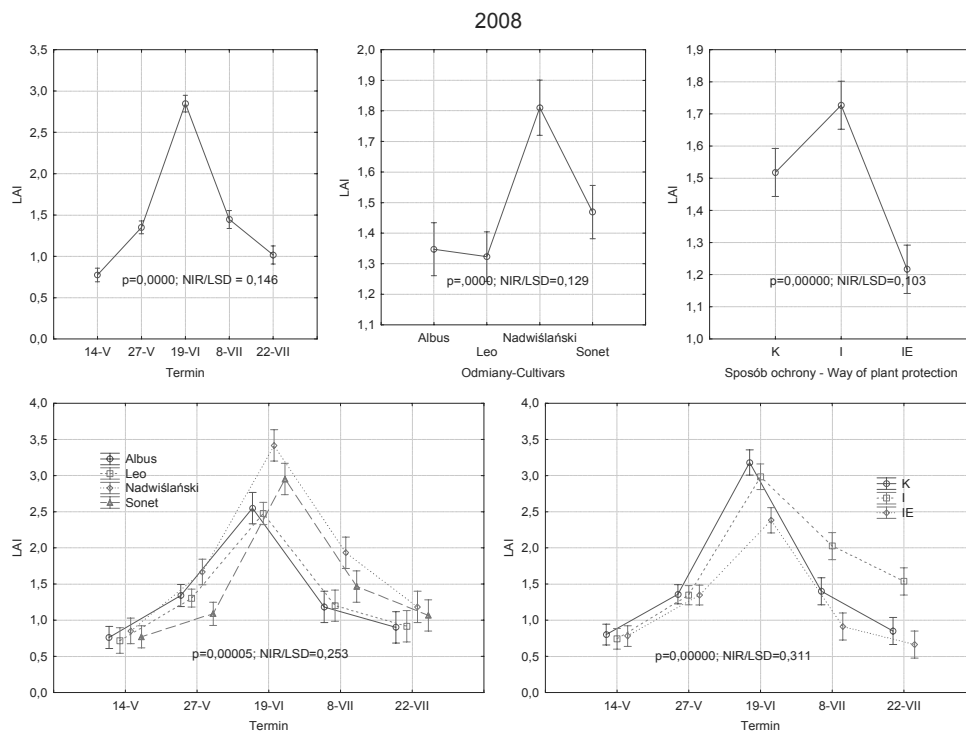 2008
3,5
3,0
2,5
2,0
1,5
1,0
0,5
0,0
LAI
p=0,0000; NIR/LSD = 0,146
14-V 27-V 19-VI 8-VII 22-VII
Termin
2,0
1,9
1,8
1,7
1,6
1,5
1,4
1,3
1,2
1,1
LAI
p=,0000; NIR/LSD=0,129
Albus Nadwiślański
Leo Sonet
Odmiany-Cultivars
1,9
1,8
1,7
1,6
1,5
1,4
1,3
1,2
1,1
1,0
LAI
p=0,00000; NIR/LSD=0,103
K I IE
Sposób ochrony - Way of plant protection
4,0
3,5
3,0
2,5
2,0
1,5
1,0
0,5
0,0
LAI
Albus
Leo
Nadwiślański
Sonet
p=0,00005; NIR/LSD=0,253
14-V 27-V 19-VI 8-VII 22-VII
Termin
4,0
3,5
3,0
2,5
2,0
1,5
1,0
0,5
0,0
LAI
K
I
IE
p=0,00000; NIR/LSD=0,311
14-V 27-V 19-VI 8-VII 22-VII
Termin